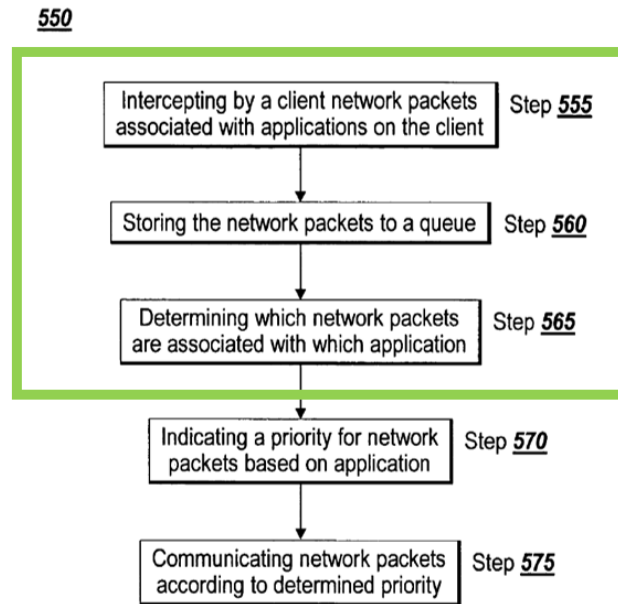 550
Intercepting by a client network packets
associated with applications on the client
Step 555
Storing the network packets to a queue
Step 560
Determining which network packets
are associated with which application
Step 565
Indicating a priority for network
packets based on application
Step 570
Communicating network packets
according to determined priority
Step 575